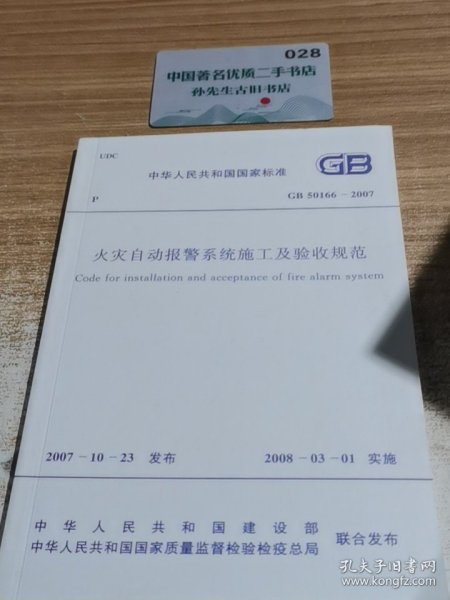 028
中国著名优质二手书店
孙先生古旧书店
UDC
中华人民共和国国家标准
GB
P
GB 50166-2007
火灾自动报警系统施工及验收规范
Code for installation and acceptance of fire alarm system
2007-10-23 发布
2008-03-01 实施
中华人民共和国建设部
中华人民共和国国家质量监督检验检疫总局
联合发布
孔夫子旧书网
www.kongfz.com